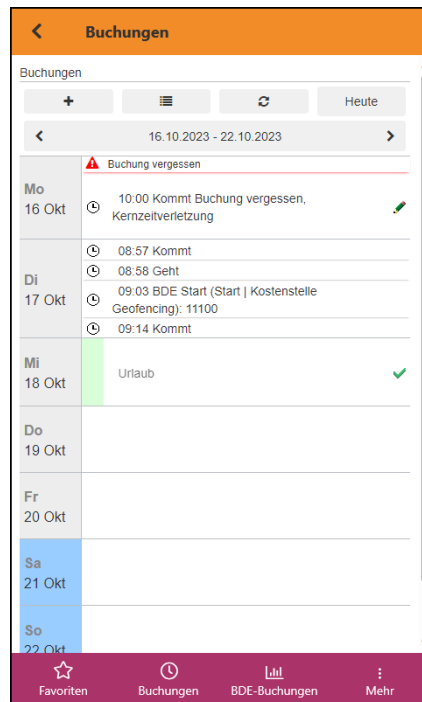 Buchungen
Buchungen
Heute
16.10.2023 - 22.10.2023
Buchung vergessen
Mo
16 Okt
10:00 Kommt Buchung vergessen,
Kernzeitverletzung
Di
17 Okt
08:57 Kommt
08:58 Geht
09:03 BDE Start (Start | Kostenstelle
Geofencing): 11100
09:14 Kommt
Mi
18 Okt
Urlaub
Do
19 Okt
Fr
20 Okt
Sa
21 Okt
So
22 Okt
Favoriten
Buchungen
BDE-Buchungen
Mehr